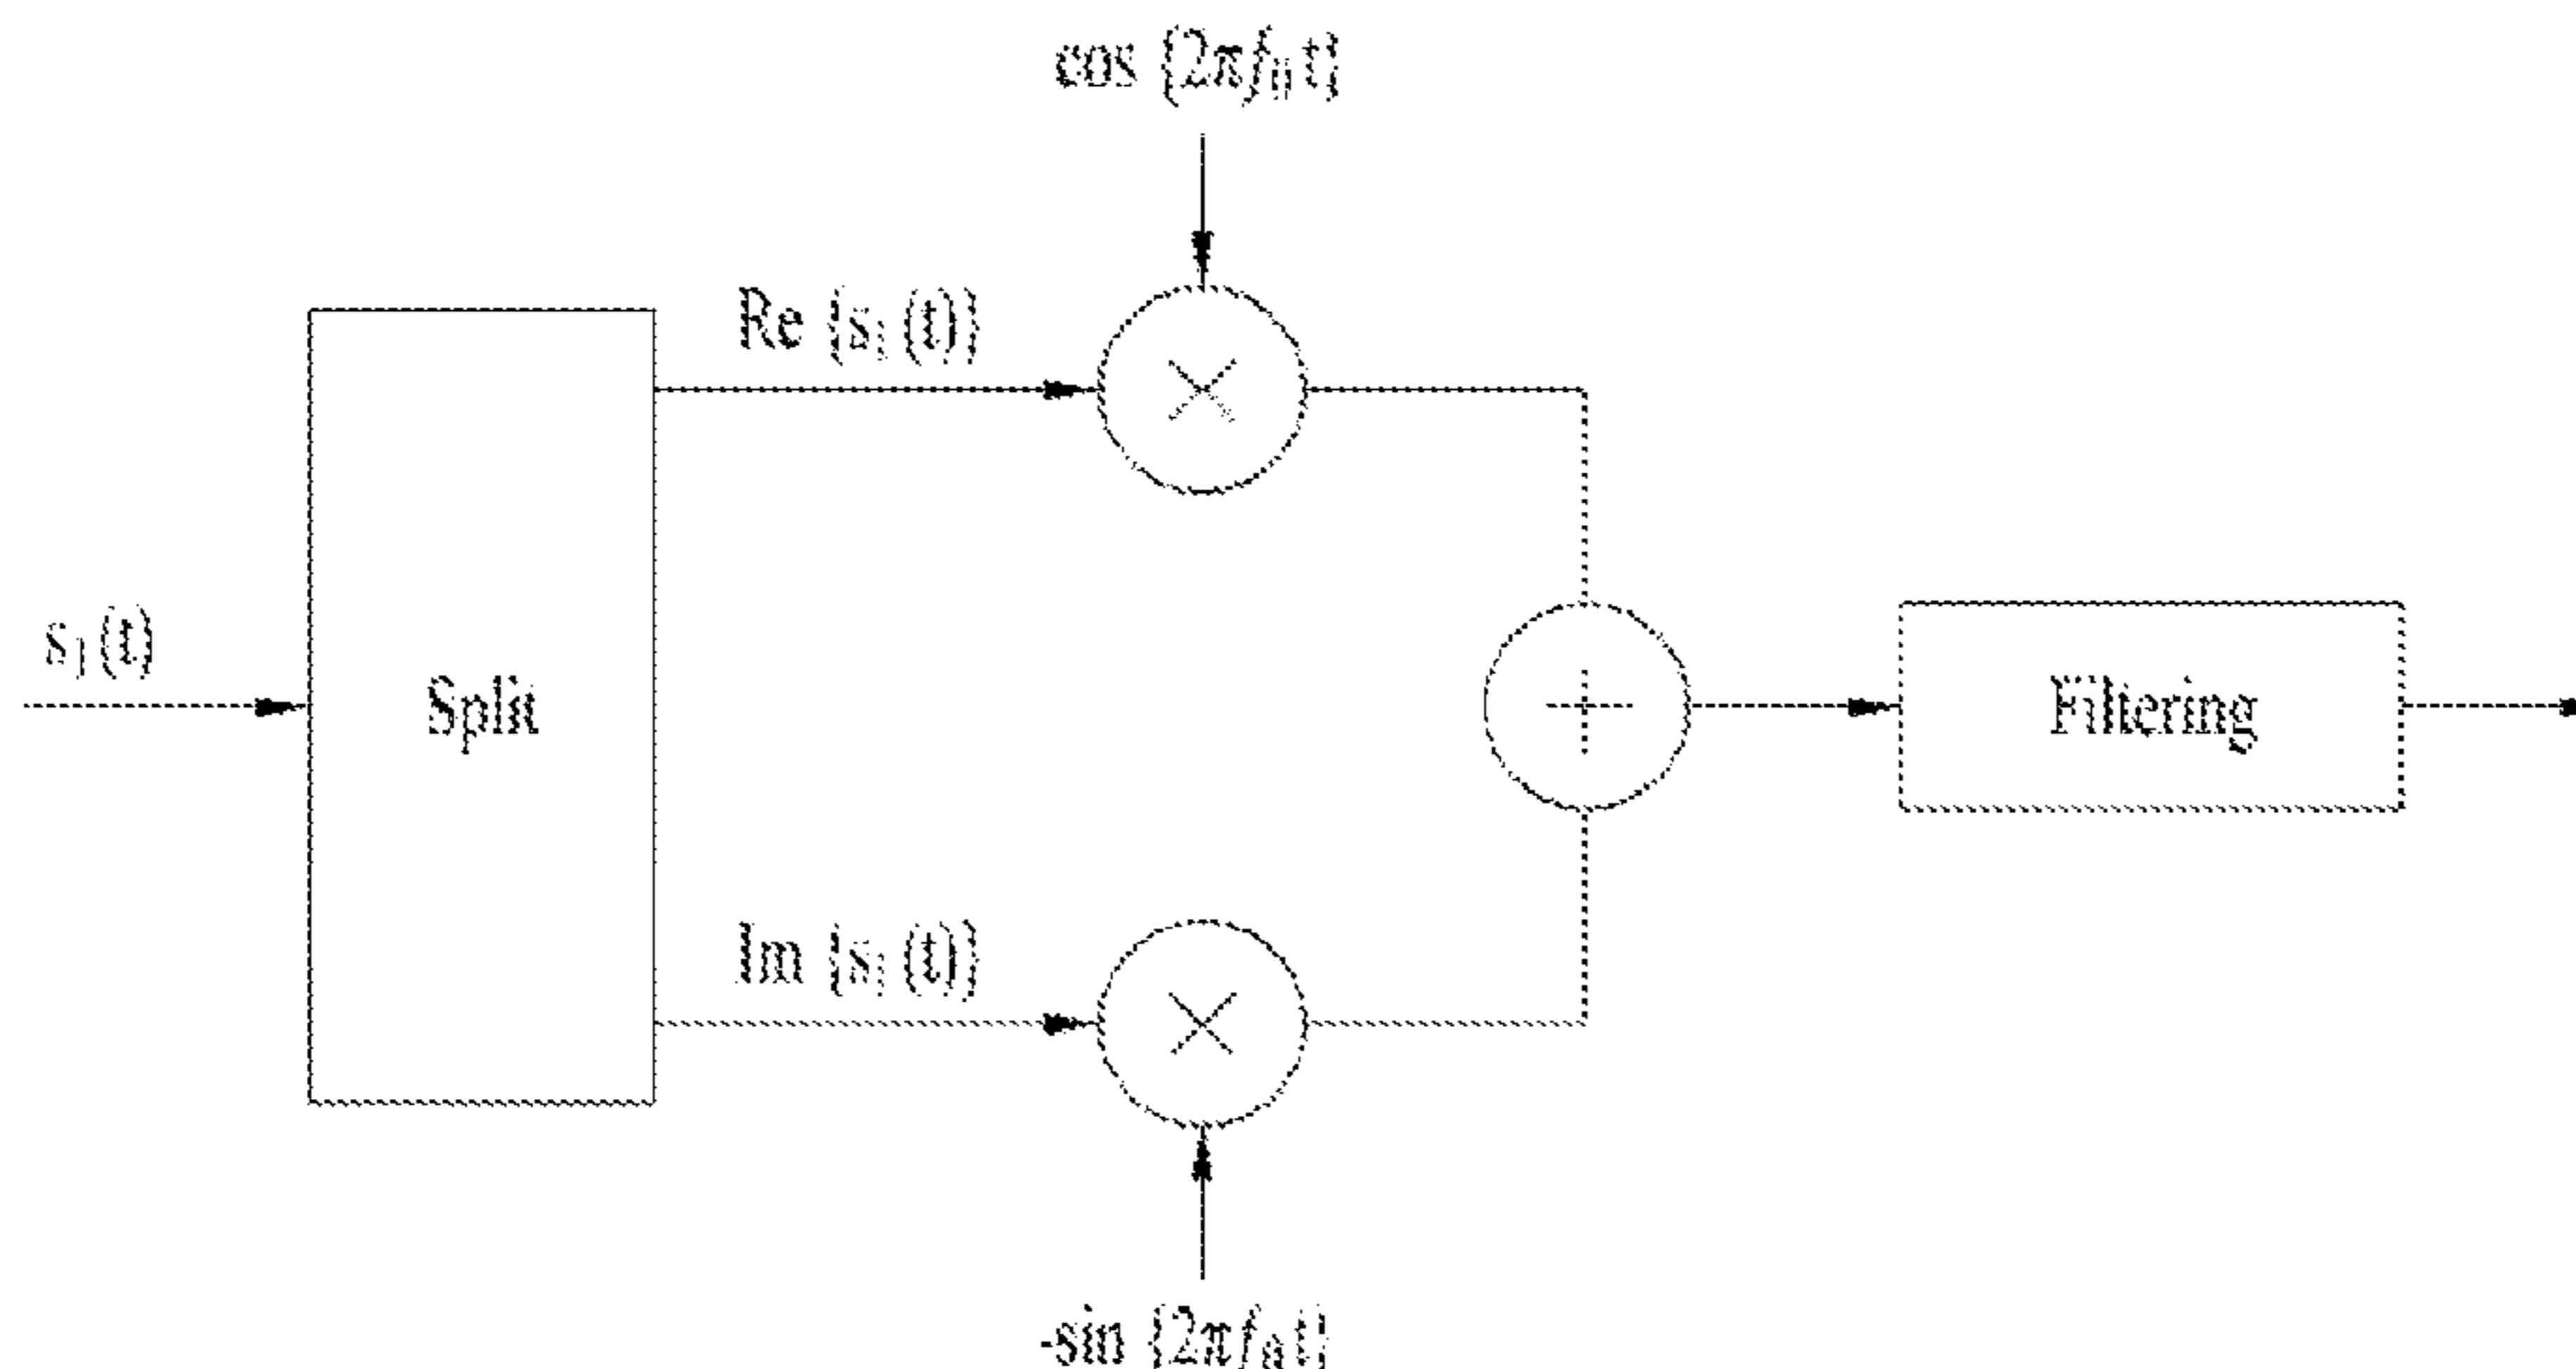 cos {2πf₀t}
Re {s₁(t)}
s₁(t)
Split
Filtering
Im {s₁(t)}
-sin {2πf₀t}